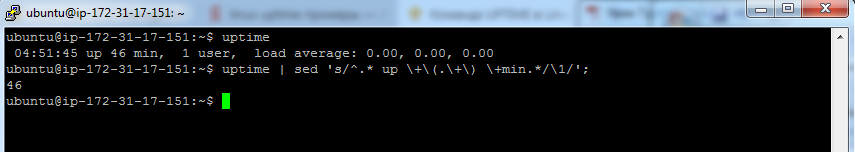 ubuntu@ip-172-31-17-151: ~
ubuntu@ip-172-31-17-151:~$ uptime
 04:51:45 up 46 min,  1 user,  load average: 0.00, 0.00, 0.00
ubuntu@ip-172-31-17-151:~$ uptime | sed 's/^.* up \+\(.\+\) \+min.*/\1/';
46
ubuntu@ip-172-31-17-151:~$